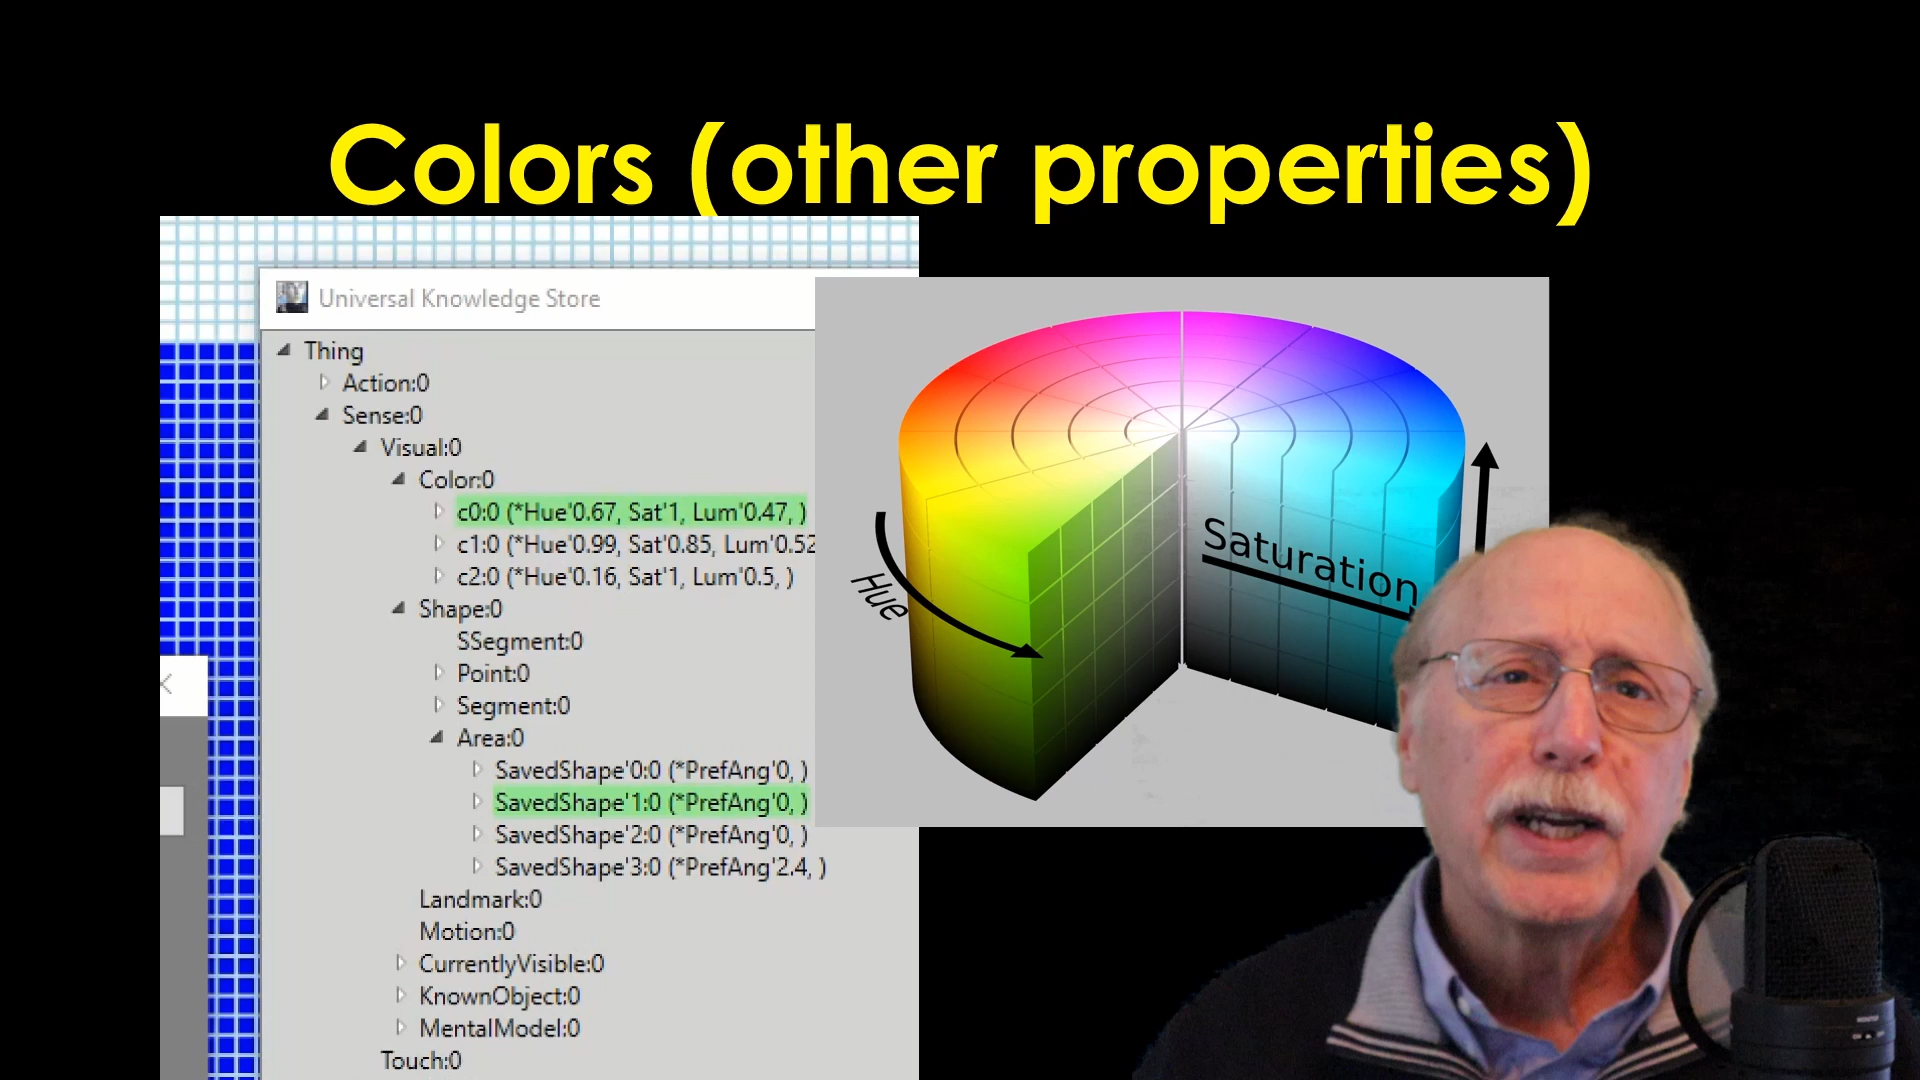 Colors (other properties)
Universal Knowledge Store
Thing
Action:0
Sense:0
Visual:0
Color:0
c0:0 (*Hue'0.67, Sat'1, Lum'0.47, )
c1:0 (*Hue'0.99, Sat'0.85, Lum'0.52
c2:0 (*Hue'0.16, Sat'1, Lum'0.5, )
Shape:0
SSegment:0
Point:0
Segment:0
Area:0
SavedShape'0:0 (*PrefAng'0, )
SavedShape'1:0 (*PrefAng'0, )
SavedShape'2:0 (*PrefAng'0, )
SavedShape'3:0 (*PrefAng'2.4, )
Landmark:0
Motion:0
CurrentlyVisible:0
KnownObject:0
MentalModel:0
Touch:0
Hue
Saturation